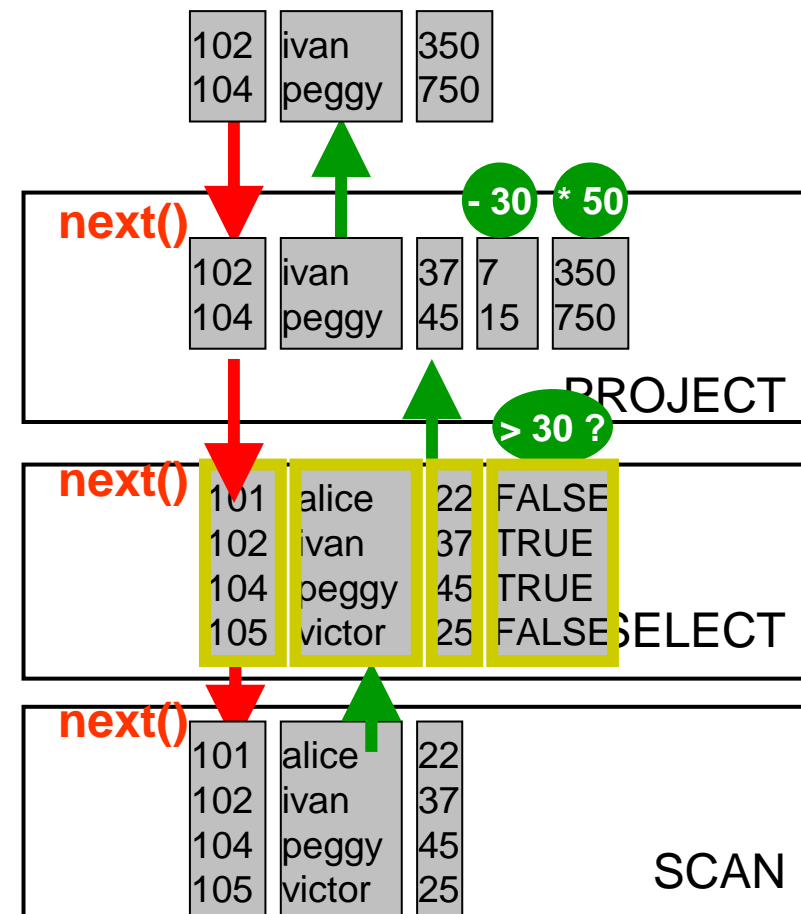 102 ivan 350
104 peggy 750
- 30 * 50
next()
102 ivan 37 7 350
104 peggy 45 15 750
PROJECT
> 30 ?
next()
101 alice 22 FALSE
102 ivan 37 TRUE
104 peggy 45 TRUE
105 victor 25 FALSE
SELECT
next()
101 alice 22
102 ivan 37
104 peggy 45
105 victor 25
SCAN